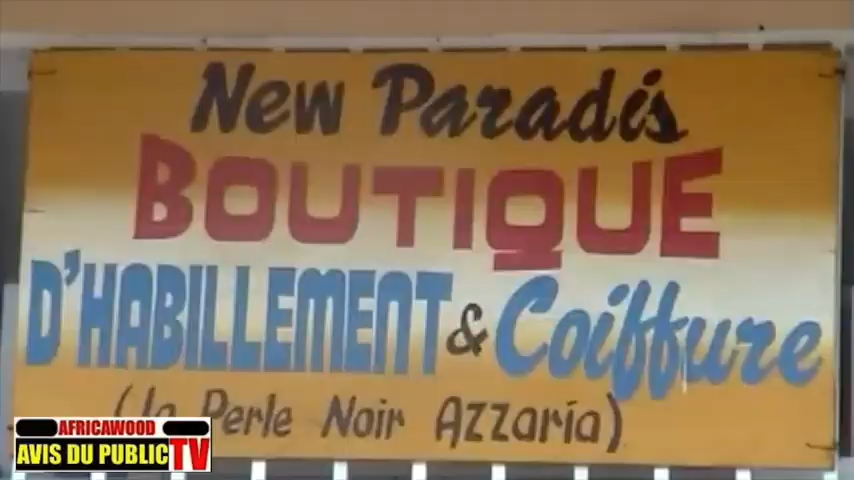 New Paradis
BOUTIQUE
D'HABILLEMENT & Coiffure
(la Perle Noir Azzaria)
AFRICAWOOD
AVIS DU PUBLIC TV